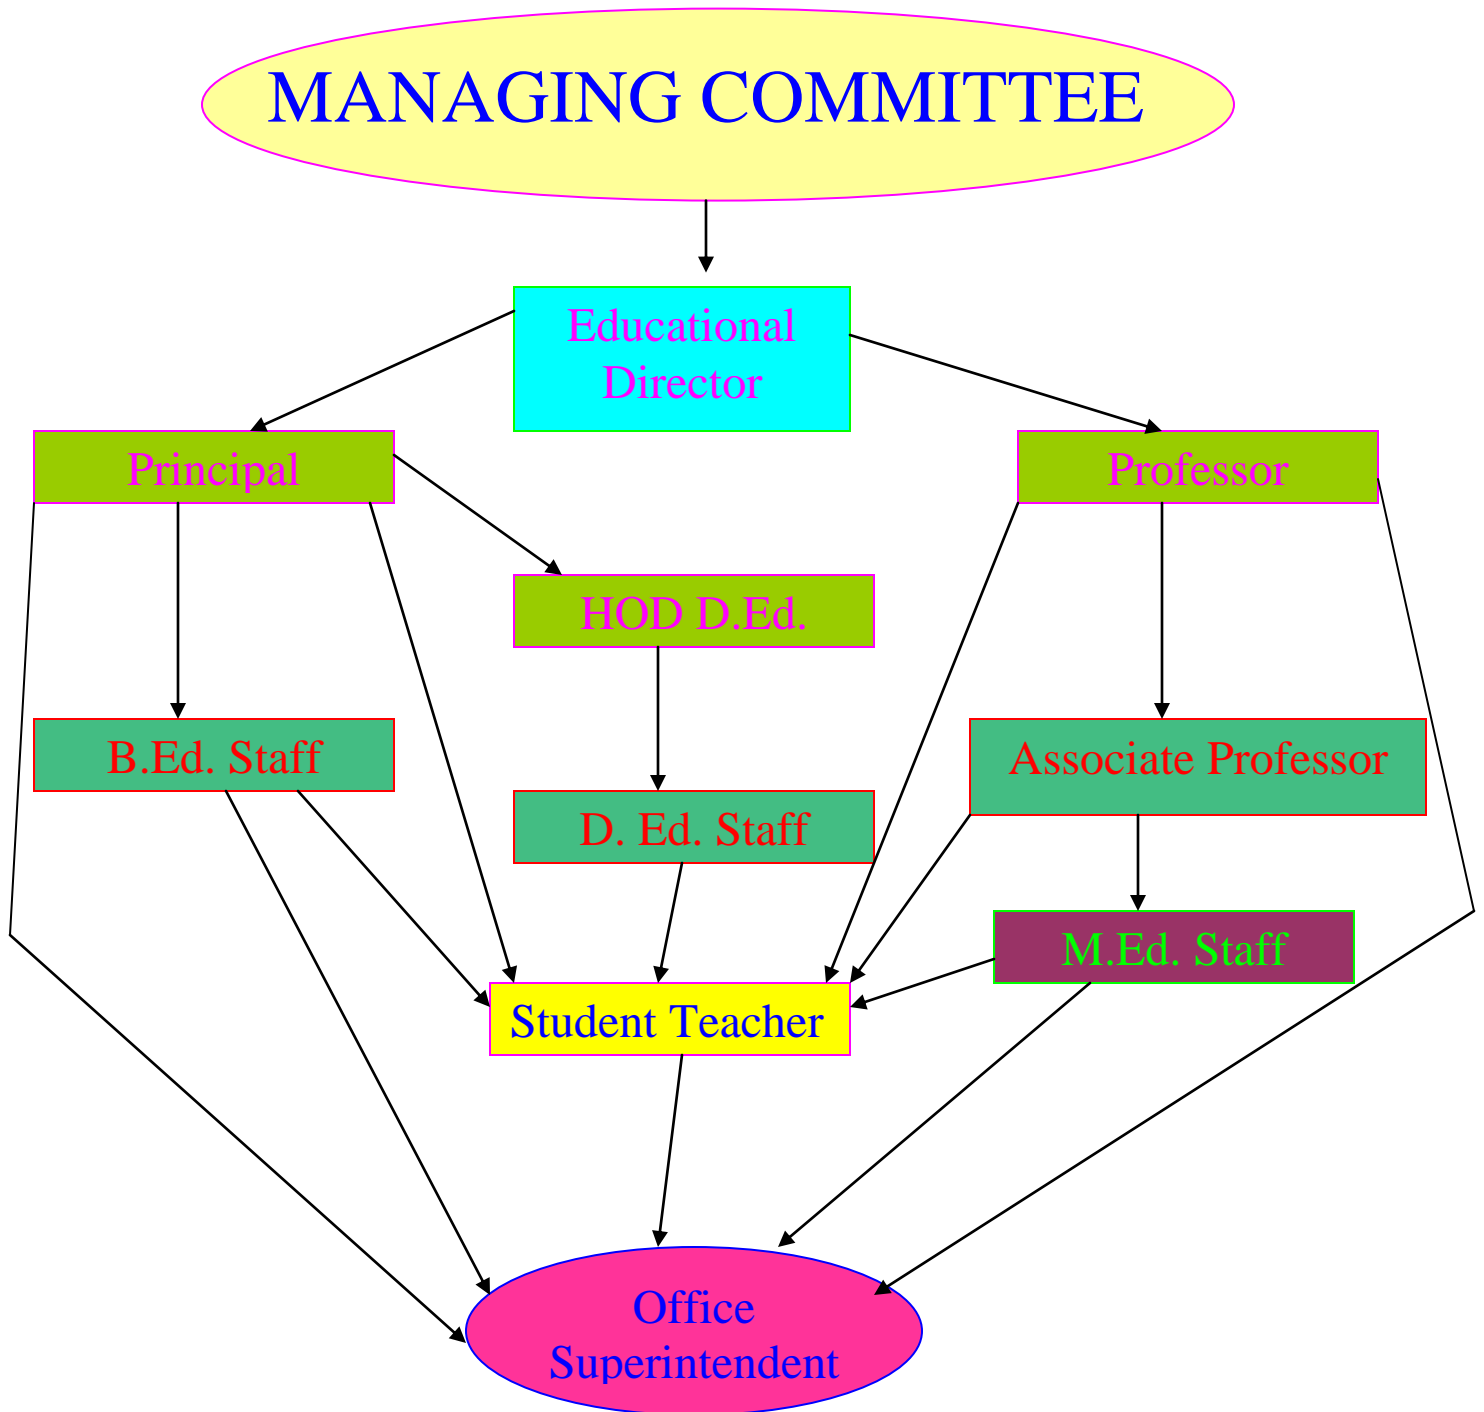 MANAGING COMMITTEE
Educational
Director
Principal
Professor
HOD D.Ed.
B.Ed. Staff
Associate Professor
D. Ed. Staff
M.Ed. Staff
Student Teacher
Office
Superintendent